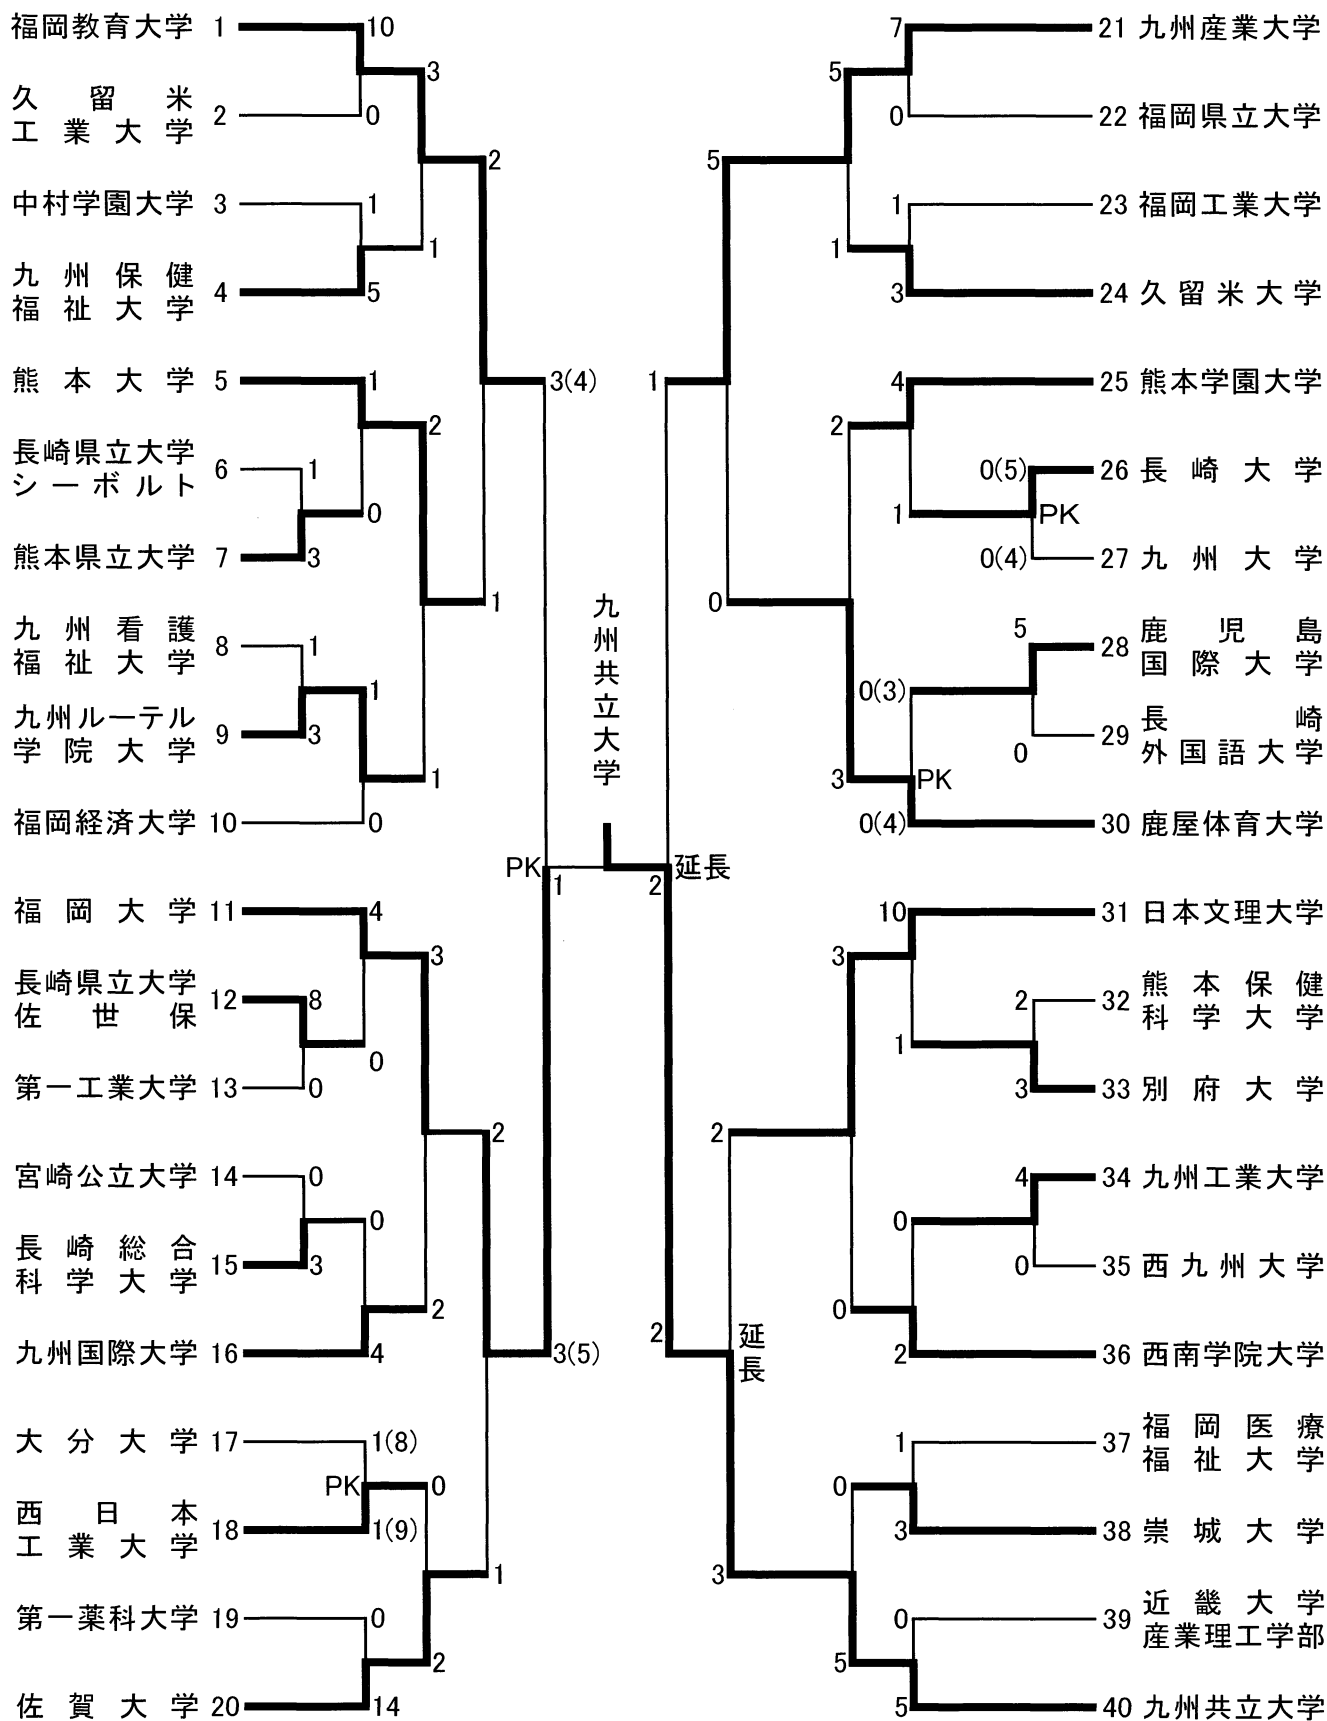 福岡教育大学 1
10
3
久留米
工業大学 2
0
2
中村学園大学 3
1
1
九州保健
福祉大学 4
5
熊本大学 5
1
3(4)
2
長崎県立大学
シーボルト 6
1
0
熊本県立大学 7
3
1
九州看護
福祉大学 8
1
1
九州ルーテル
学院大学 9
3
1
福岡経済大学 10
0
PK
1
福岡大学 11
4
3
長崎県立大学
佐世保 12
8
0
第一工業大学 13
0
2
宮崎公立大学 14
0
0
長崎総合
科学大学 15
3
2
九州国際大学 16
4
3(5)
大分大学 17
1(8)
PK
0
西日本
工業大学 18
1(9)
1
第一薬科大学 19
0
2
佐賀大学 20
14
九州共立大学
7
21 九州産業大学
5
0
22 福岡県立大学
5
1
23 福岡工業大学
1
3
24 久留米大学
1
4
25 熊本学園大学
2
0(5)
26 長崎大学
1
PK
0(4)
27 九州大学
0
5
28 鹿児島
国際大学
0(3)
0
29 長崎
外国語大学
3
PK
0(4)
30 鹿屋体育大学
延長
2
10
31 日本文理大学
3
2
32 熊本保健
科学大学
1
3
33 別府大学
2
4
34 九州工業大学
0
0
35 西九州大学
0
2
延長
2
36 西南学院大学
1
37 福岡医療
福祉大学
0
3
38 崇城大学
3
0
39 近畿大学
産業理工学部
5
5
40 九州共立大学